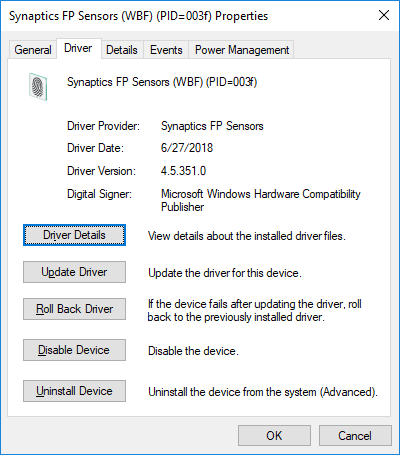 Synaptics FP Sensors (WBF) (PID=003f) Properties
General Driver Details Events Power Management
Synaptics FP Sensors (WBF) (PID=003f)
Driver Provider: Synaptics FP Sensors
Driver Date: 6/27/2018
Driver Version: 4.5.351.0
Digital Signer: Microsoft Windows Hardware Compatibility
Publisher
Driver Details View details about the installed driver files.
Update Driver Update the driver for this device.
Roll Back Driver If the device fails after updating the driver, roll
back to the previously installed driver.
Disable Device Disable the device.
Uninstall Device Uninstall the device from the system (Advanced).
OK Cancel